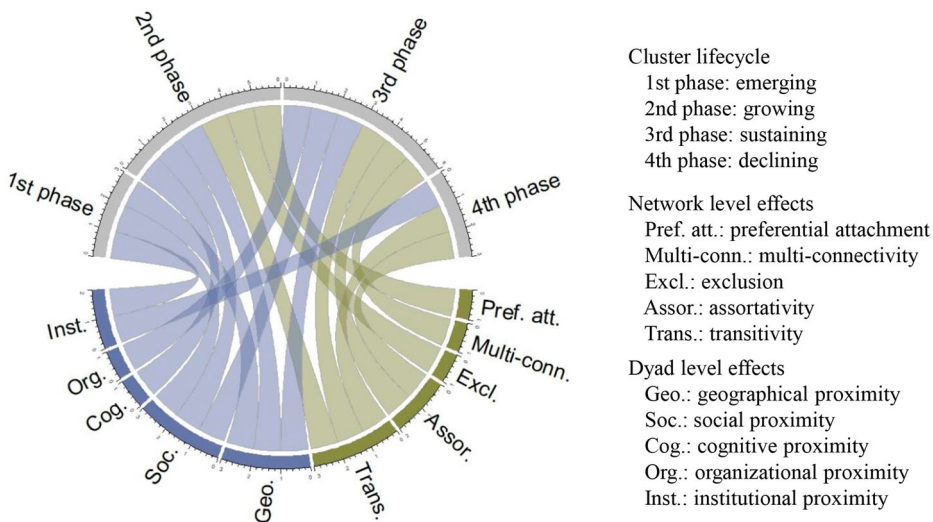 2nd phase
3rd phase
1st phase
4th phase
Inst.
Org.
Cog.
Soc.
Geo.
Trans.
Assor.
Excl.
Multi-conn.
Pref. att.
Cluster lifecycle
1st phase: emerging
2nd phase: growing
3rd phase: sustaining
4th phase: declining
Network level effects
Pref. att.: preferential attachment
Multi-conn.: multi-connectivity
Excl.: exclusion
Assor.: assortativity
Trans.: transitivity
Dyad level effects
Geo.: geographical proximity
Soc.: social proximity
Cog.: cognitive proximity
Org.: organizational proximity
Inst.: institutional proximity